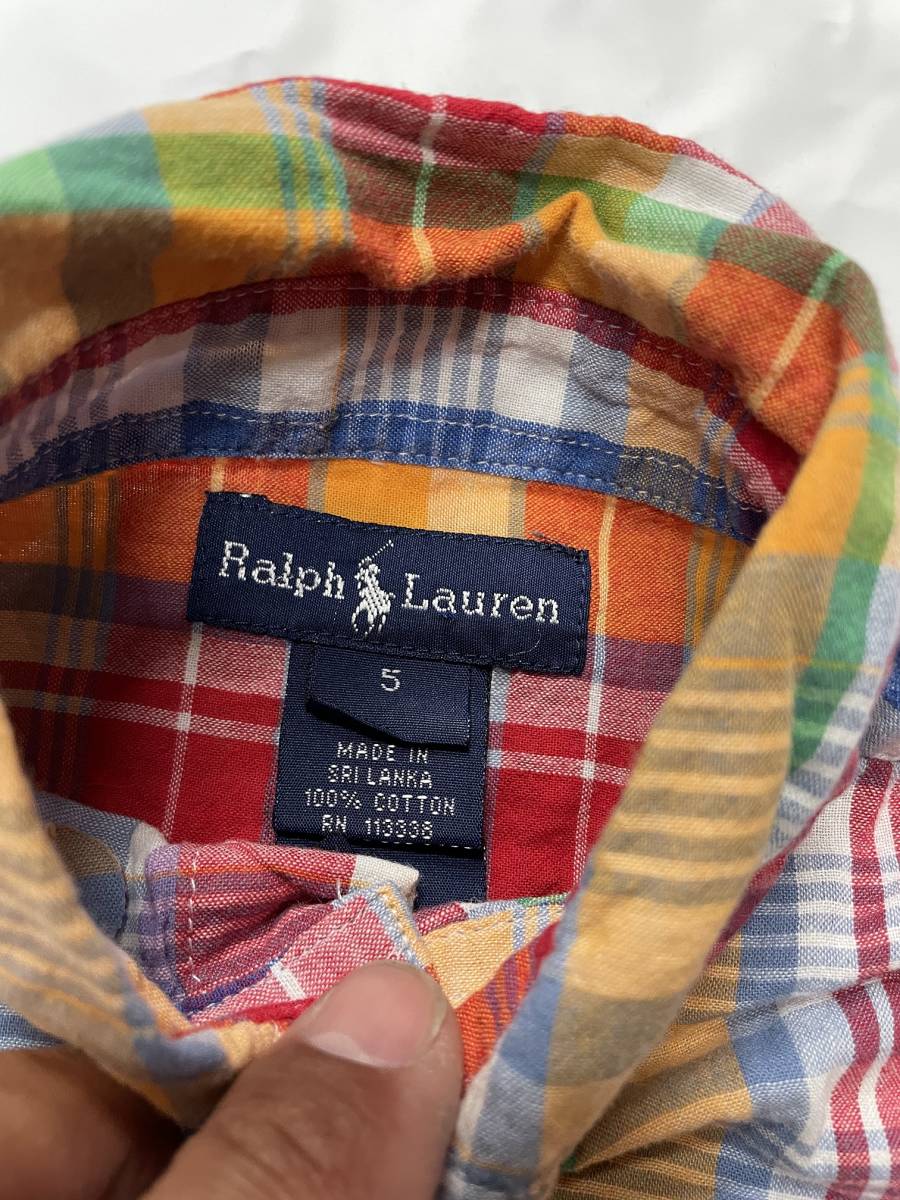 Ralph Lauren
5
MADE IN
SRI LANKA
100% COTTON
RN 113338